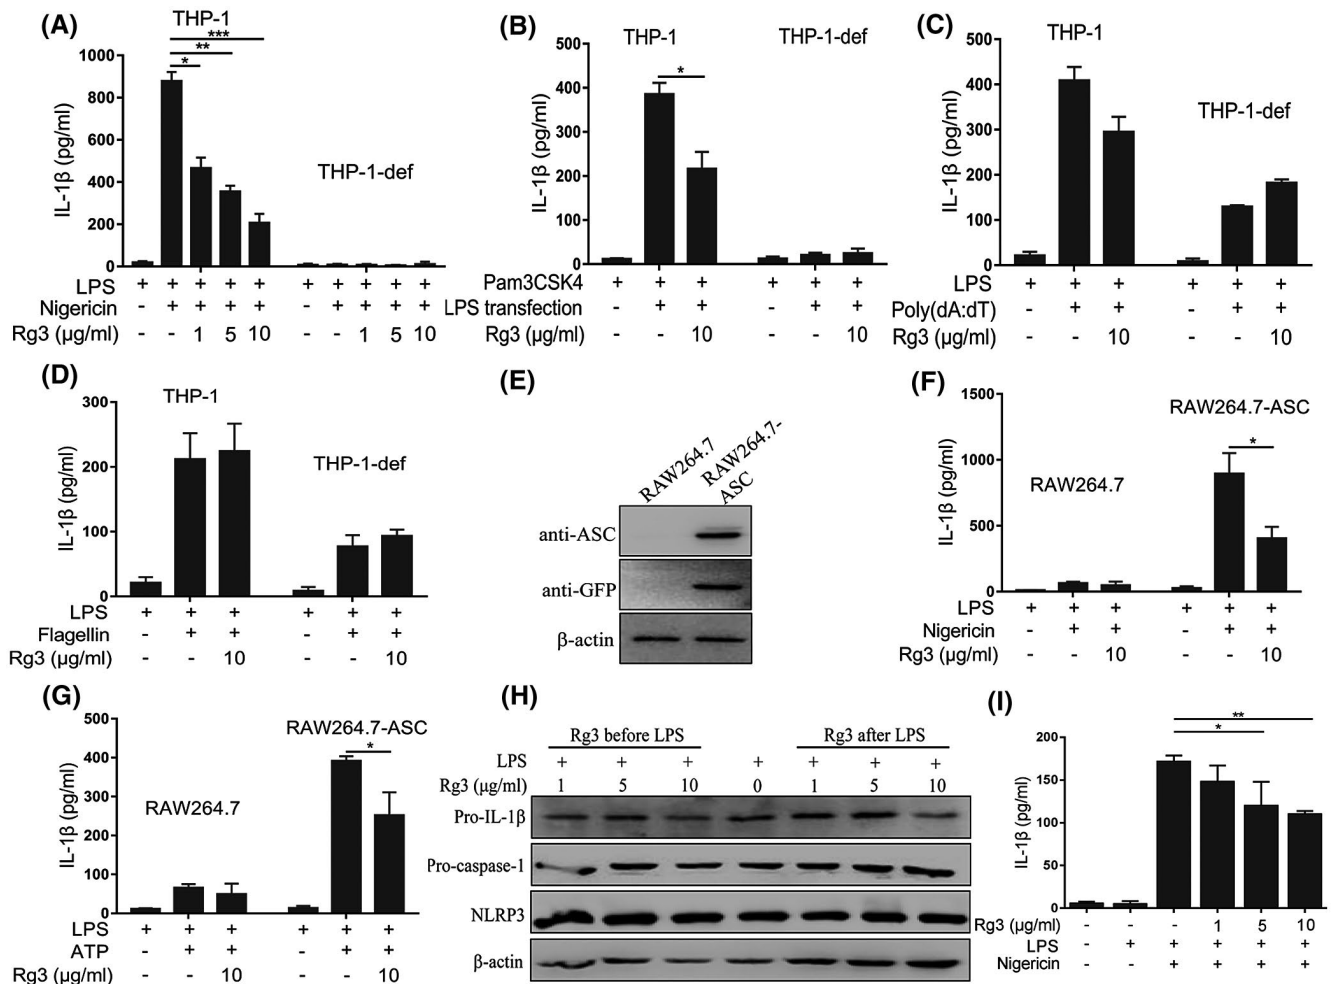 (A)
THP-1
***
**
*
THP-1-def
IL-1β (pg/ml)
1000
800
600
400
200
0
LPS + + + + + + + + + +
Nigericin - + + + + - + + + +
Rg3 (μg/ml) - - 1 5 10 - - 1 5 10
(B)
THP-1
THP-1-def
*
IL-1β (pg/ml)
500
400
300
200
100
0
Pam3CSK4 + + + + + +
LPS transfection - + + - + +
Rg3 (μg/ml) - - 10 - - 10
(C)
THP-1
THP-1-def
IL-1β (pg/ml)
500
400
300
200
100
0
LPS + + + + + +
Poly(dA:dT) - + + - + +
Rg3 (μg/ml) - - 10 - - 10
(D)
THP-1
THP-1-def
IL-1β (pg/ml)
300
200
100
0
LPS + + + + + +
Flagellin - + + - + +
Rg3 (μg/ml) - - 10 - - 10
(E)
RAW264.7
RAW264.7-
ASC
anti-ASC
anti-GFP
β-actin
(F)
RAW264.7-ASC
RAW264.7
*
IL-1β (pg/ml)
1500
1000
500
0
LPS + + + + + +
Nigericin - + + - + +
Rg3 (μg/ml) - - 10 - - 10
(G)
RAW264.7-ASC
RAW264.7
*
IL-1β (pg/ml)
500
400
300
200
100
0
LPS + + + + + +
ATP - + + - + +
Rg3 (μg/ml) - - 10 - - 10
(H)
Rg3 before LPS Rg3 after LPS
LPS + + + + + + +
Rg3 (μg/ml) 1 5 10 0 1 5 10
Pro-IL-1β
Pro-caspase-1
NLRP3
β-actin
(I)
**
*
IL-1β (pg/ml)
200
150
100
50
0
Rg3 (μg/ml) - - - 1 5 10
LPS - + + + + +
Nigericin - - + + + +